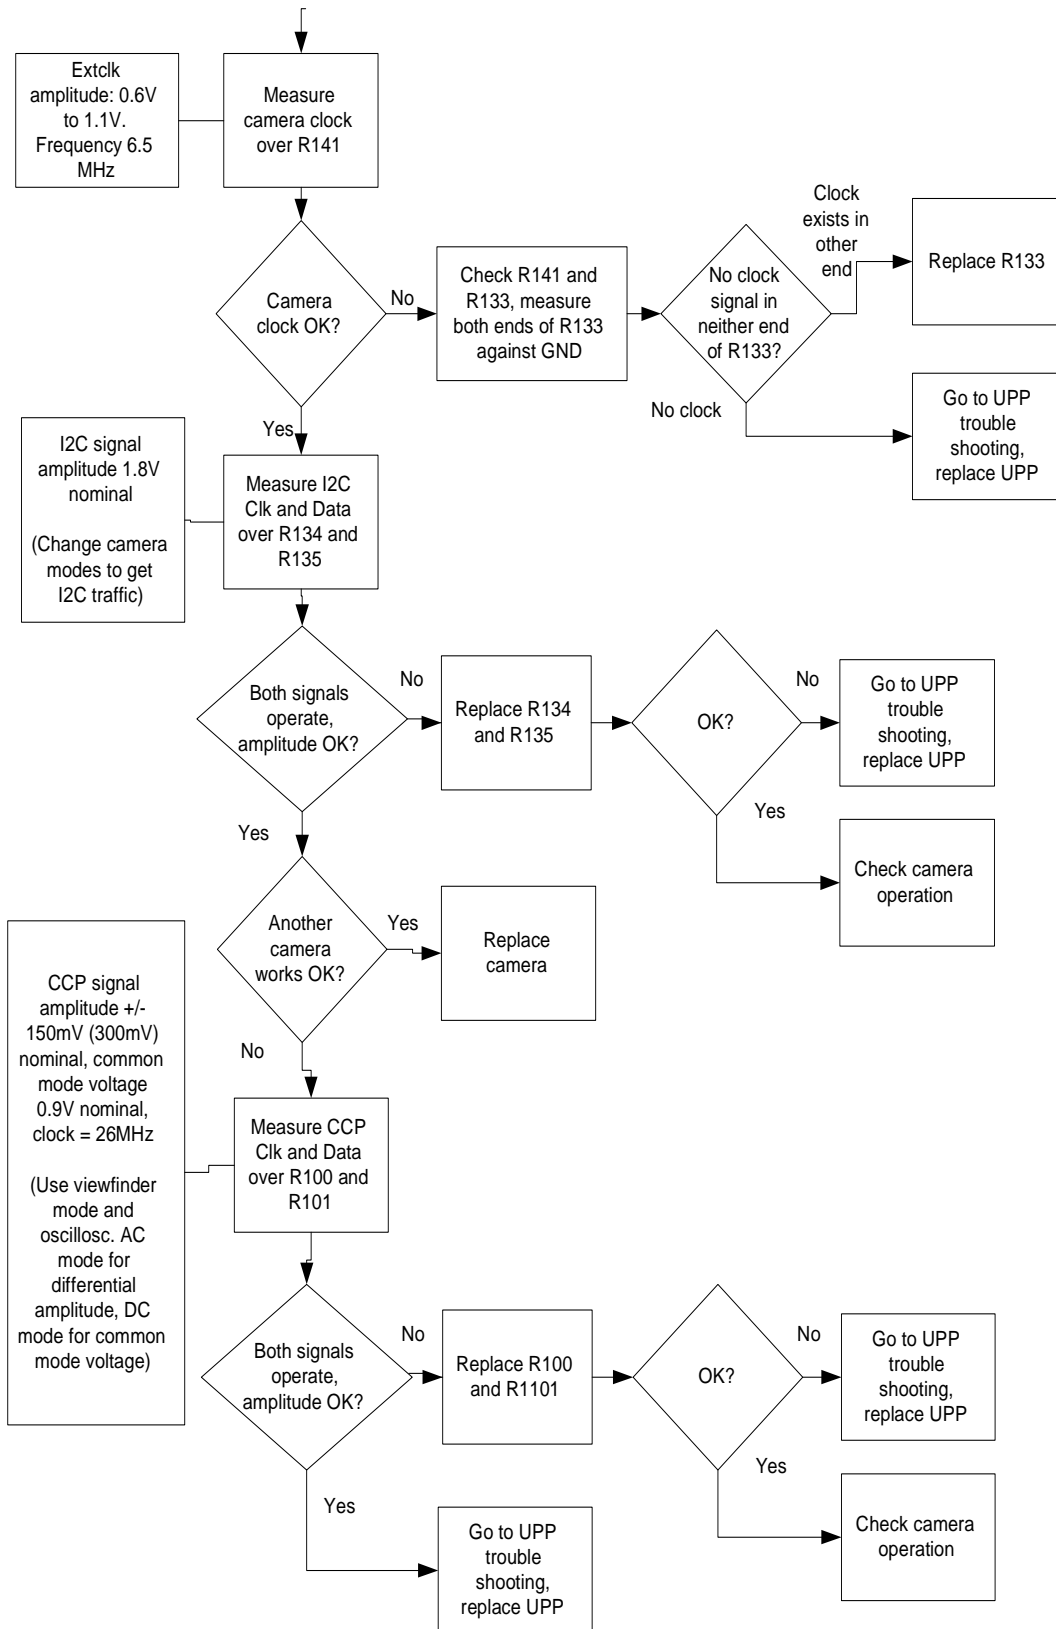 Extclk
amplitude: 0.6V
to 1.1V.
Frequency 6.5
MHz
Measure
camera clock
over R141
Camera
clock OK?
No
Check R141 and
R133, measure
both ends of R133
against GND
No clock
signal in
neither end
of R133?
Clock
exists in
other
end
Replace R133
No clock
Go to UPP
trouble
shooting,
replace UPP
Yes
I2C signal
amplitude 1.8V
nominal
(Change camera
modes to get
I2C traffic)
Measure I2C
Clk and Data
over R134 and
R135
Both signals
operate,
amplitude OK?
No
Replace R134
and R135
OK?
No
Go to UPP
trouble
shooting,
replace UPP
Yes
Check camera
operation
Yes
Another
camera
works OK?
Yes
Replace
camera
No
CCP signal
amplitude +/-
150mV (300mV)
nominal, common
mode voltage
0.9V nominal,
clock = 26MHz
(Use viewfinder
mode and
oscillosc. AC
mode for
differential
amplitude, DC
mode for common
mode voltage)
Measure CCP
Clk and Data
over R100 and
R101
Both signals
operate,
amplitude OK?
No
Replace R100
and R1101
OK?
No
Go to UPP
trouble
shooting,
replace UPP
Yes
Check camera
operation
Yes
Go to UPP
trouble
shooting,
replace UPP